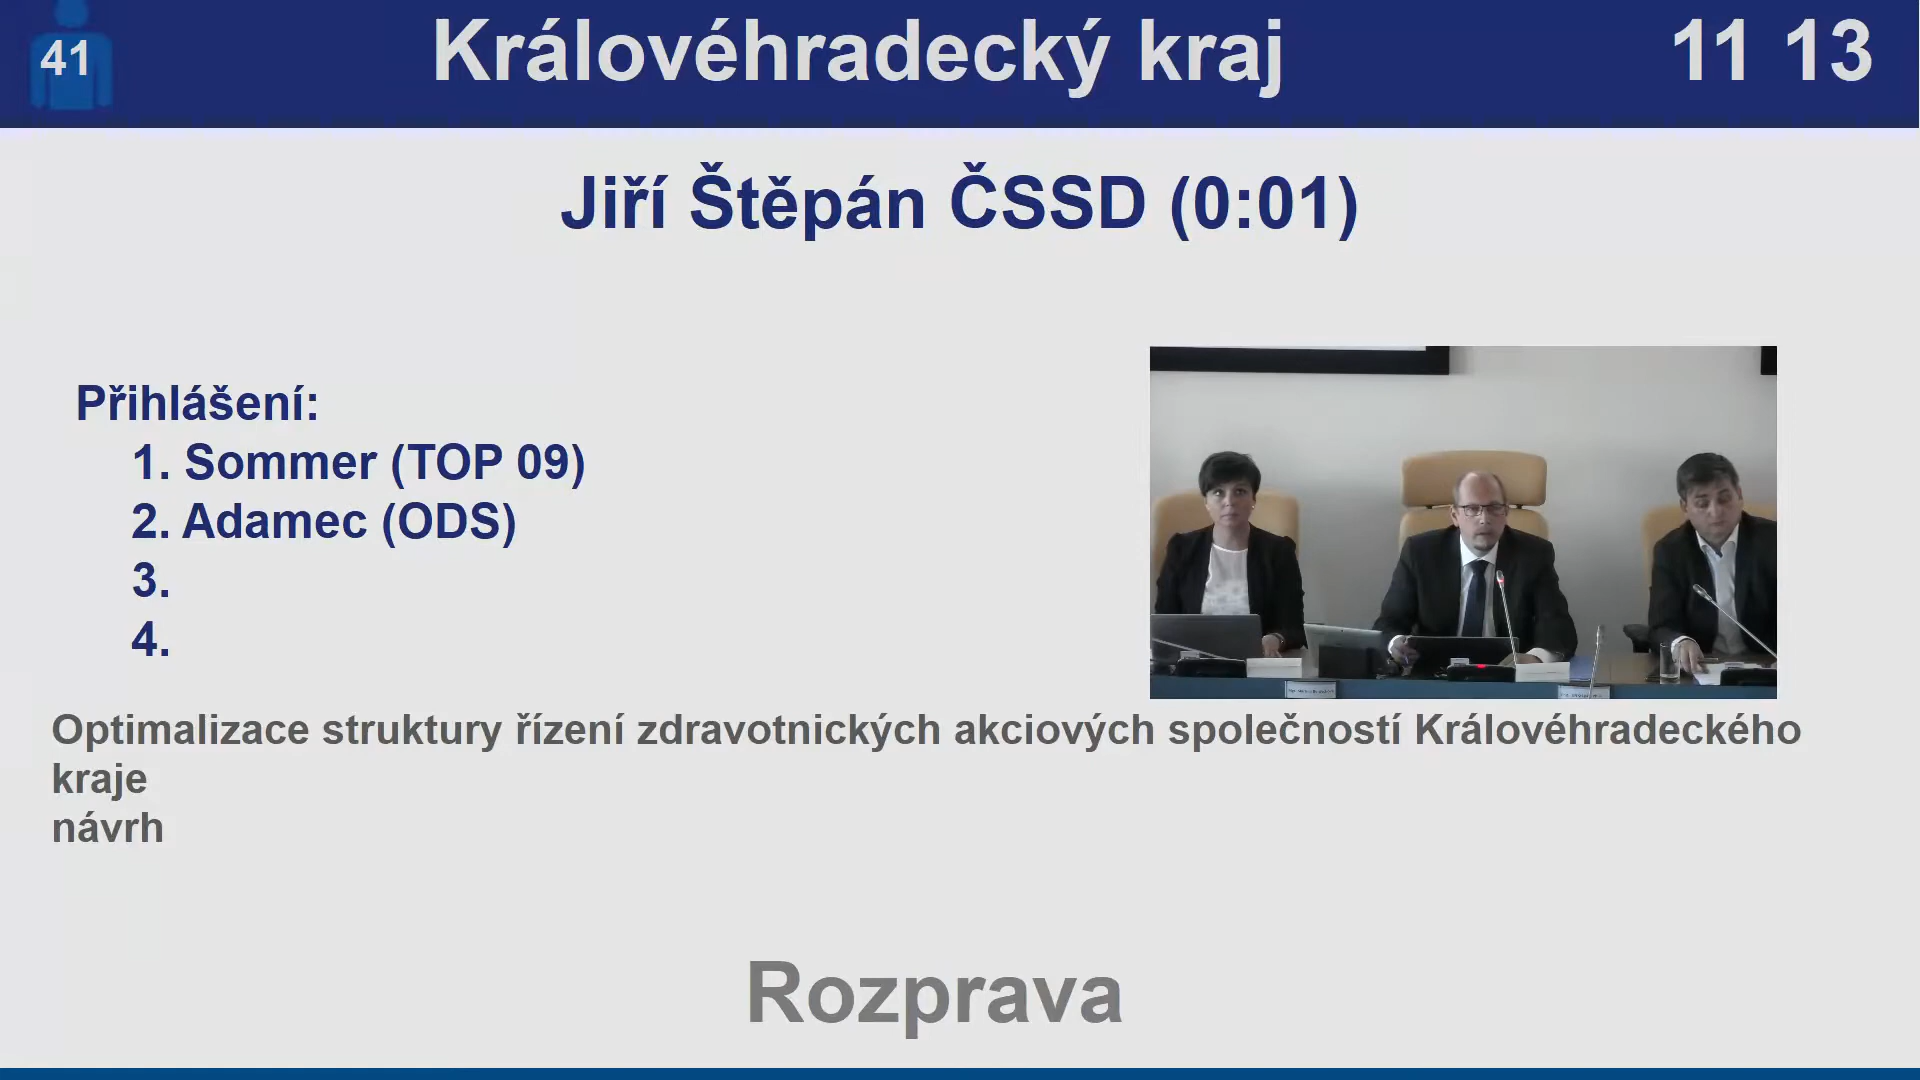 41
Královéhradecký kraj
11 13
Jiří Štěpán ČSSD (0:01)
Přihlášení:
1. Sommer (TOP 09)
2. Adamec (ODS)
3.
4.
Optimalizace struktury řízení zdravotnických akciových společností Královéhradeckého
kraje
návrh
Rozprava